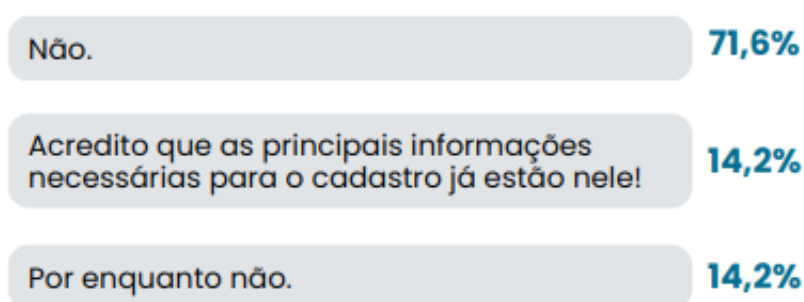 Não.
71,6%
Acredito que as principais informações
necessárias para o cadastro já estão nele!
14,2%
Por enquanto não.
14,2%